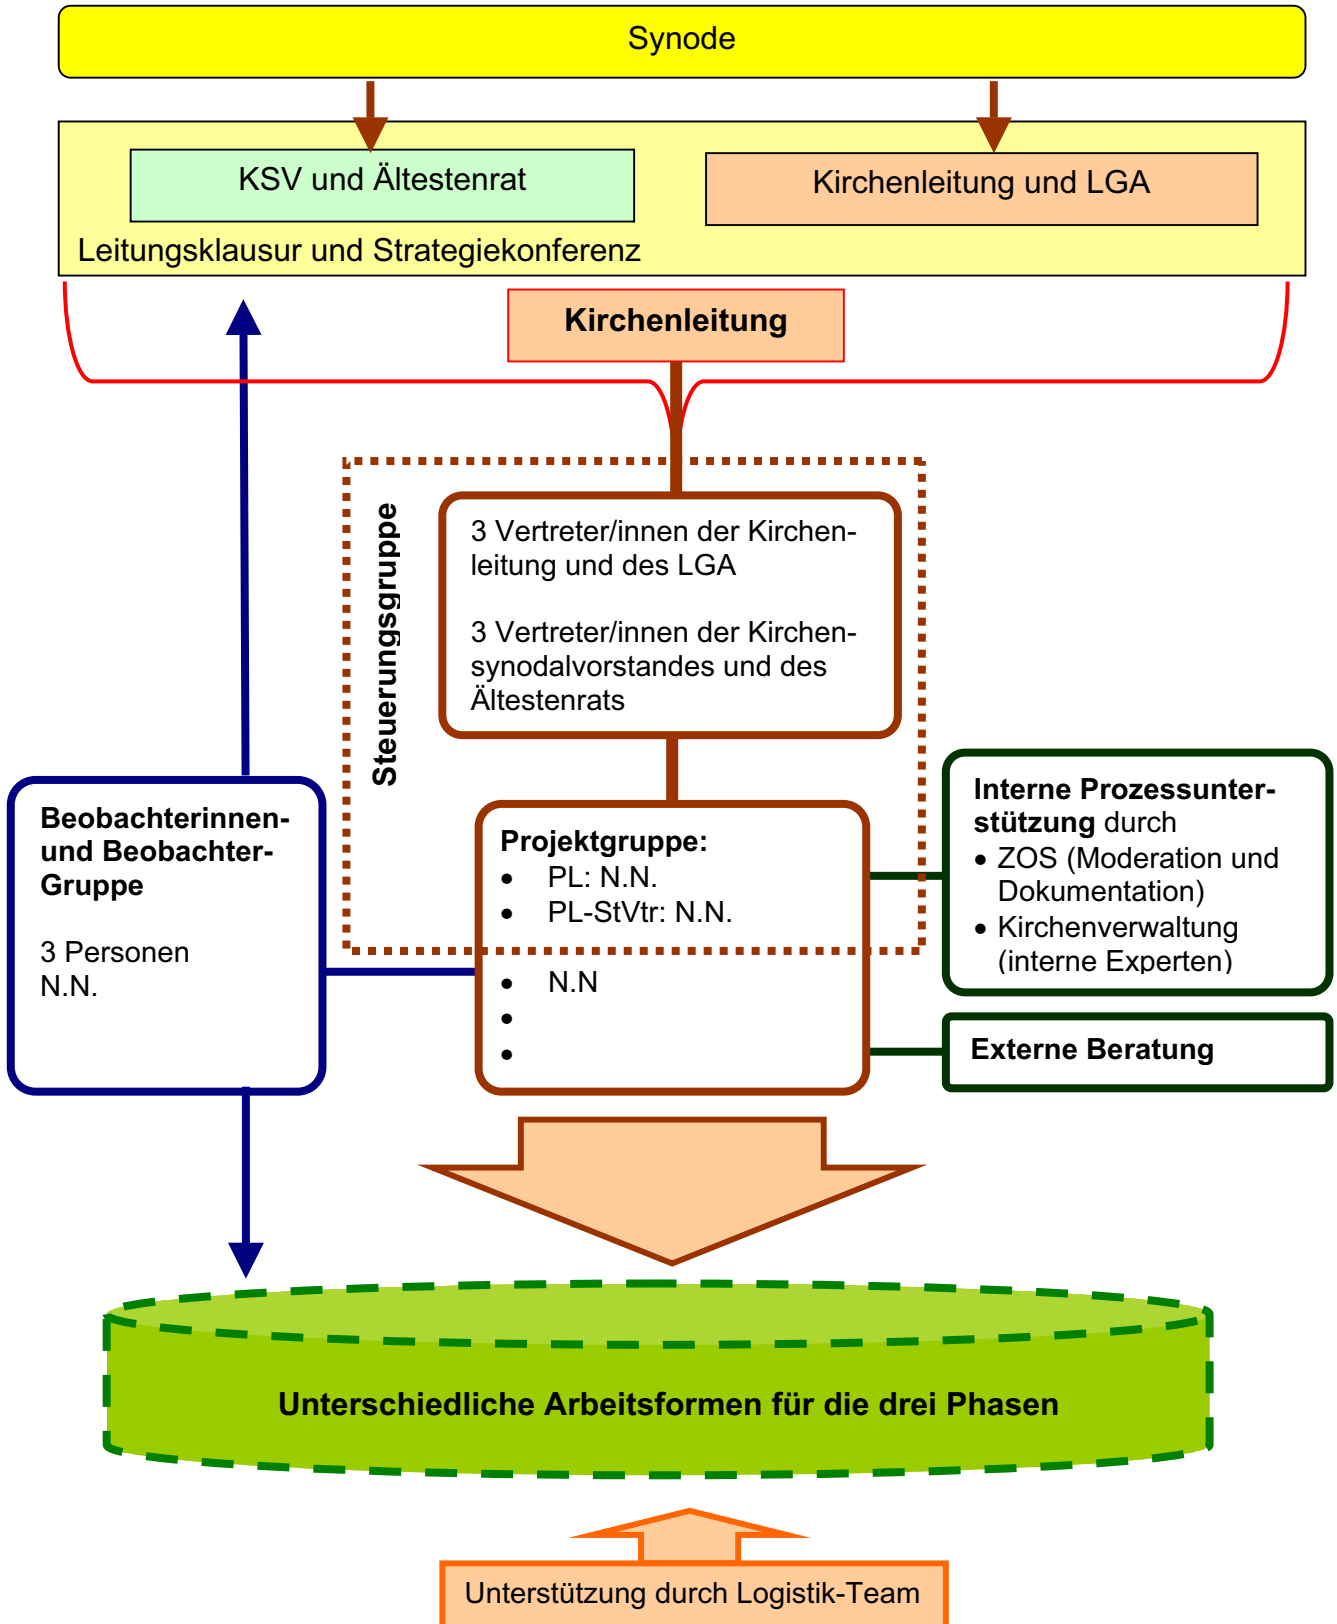 Synode
KSV und Ältestenrat
Kirchenleitung und LGA
Leitungsklausur und Strategiekonferenz
Kirchenleitung
Steuerungsgruppe
3 Vertreter/innen der Kirchen-
leitung und des LGA
3 Vertreter/innen der Kirchen-
synodalvorstandes und des
Ältestenrats
Beobachterinnen-
und Beobachter-
Gruppe
3 Personen
N.N.
Projektgruppe:
• PL: N.N.
• PL-StVtr: N.N.
• N.N
•
•
Interne Prozessunter-
stützung durch
• ZOS (Moderation und
Dokumentation)
• Kirchenverwaltung
(interne Experten)
Externe Beratung
Unterschiedliche Arbeitsformen für die drei Phasen
Unterstützung durch Logistik-Team